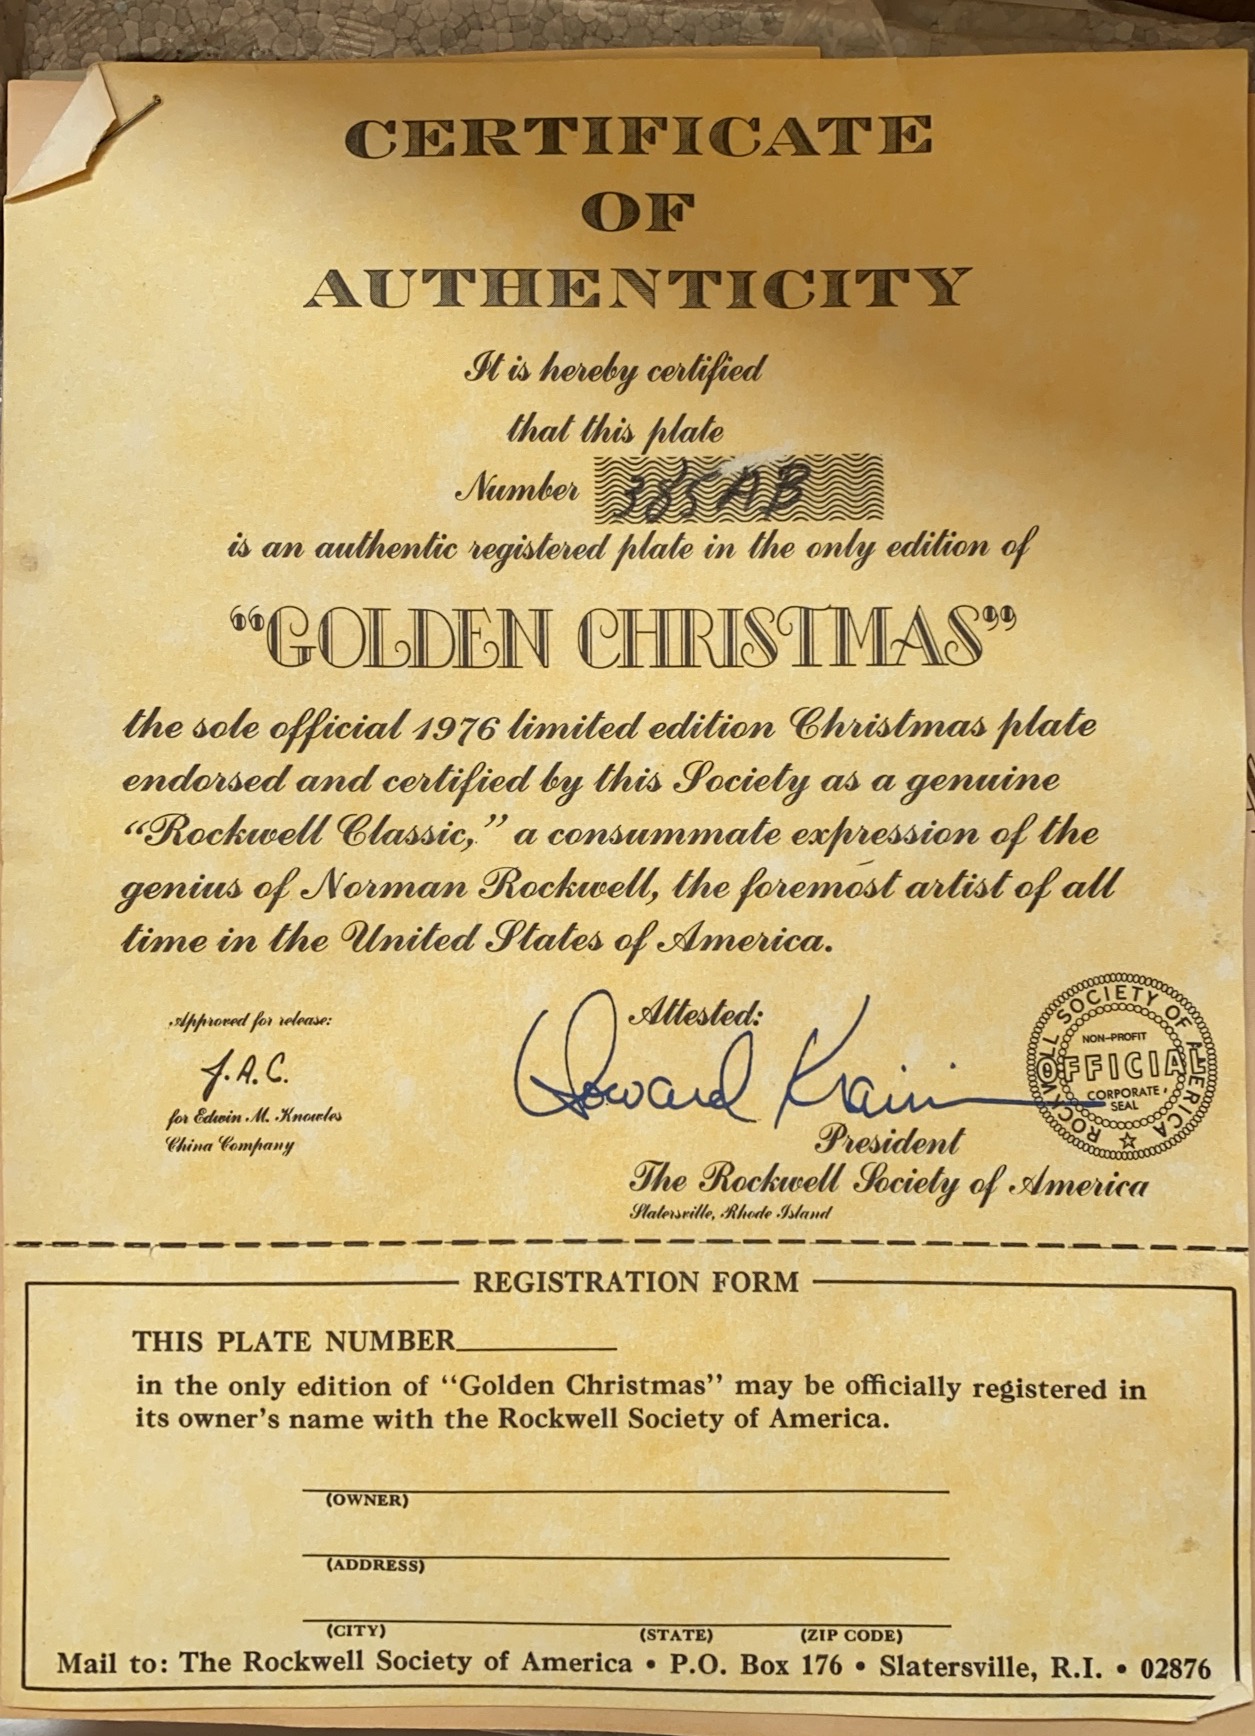 CERTIFICATE
OF
AUTHENTICITY
It is hereby certified
that this plate
Number 385AB
is an authentic registered plate in the only edition of
“GOLDEN CHRISTMAS”
the sole official 1976 limited edition Christmas plate
endorsed and certified by this Society as a genuine
“Rockwell Classic,” a consummate expression of the
genius of Norman Rockwell, the foremost artist of all
time in the United States of America.
Approved for release:
J.A.C.
for Edwin M. Knowles
China Company
Attested:
Howard
President
The Rockwell Society of America
Slatersville, Rhode Island
ROCKWELL SOCIETY OF AMERICA
NON-PROFIT
OFFICIAL
CORPORATE
SEAL
REGISTRATION FORM
THIS PLATE NUMBER
in the only edition of “Golden Christmas” may be officially registered in
its owner’s name with the Rockwell Society of America.
(OWNER)
(ADDRESS)
(CITY) (STATE) (ZIP CODE)
Mail to: The Rockwell Society of America • P.O. Box 176 • Slatersville, R.I. • 02876